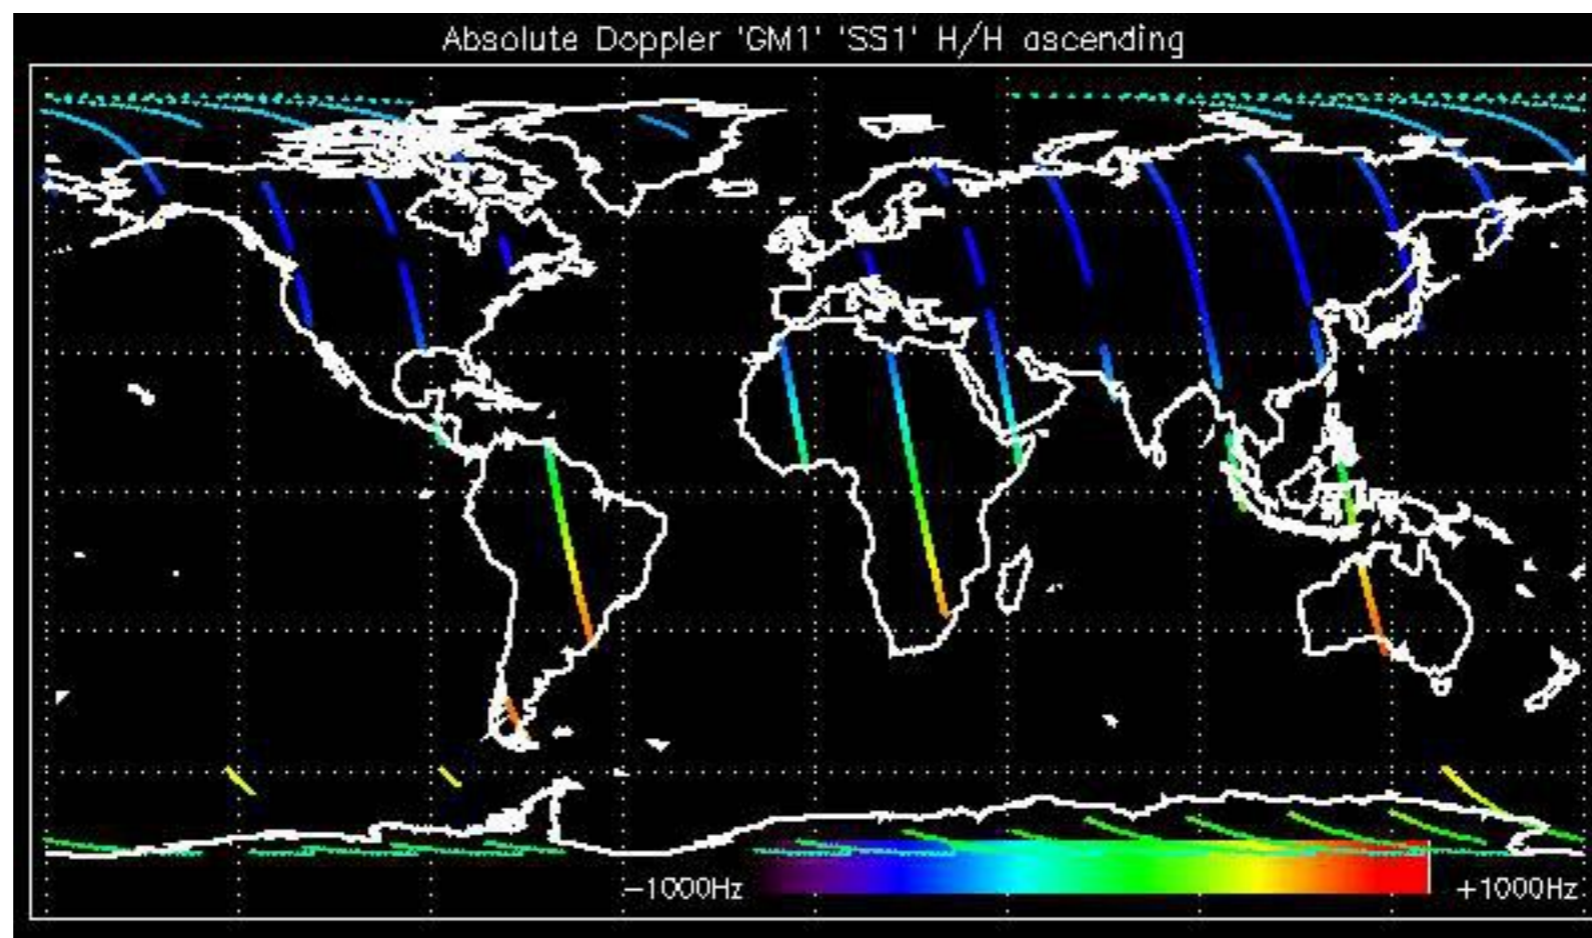 Absolute Doppler 'GM1' 'SS1' H/H ascending
-1000Hz +1000Hz